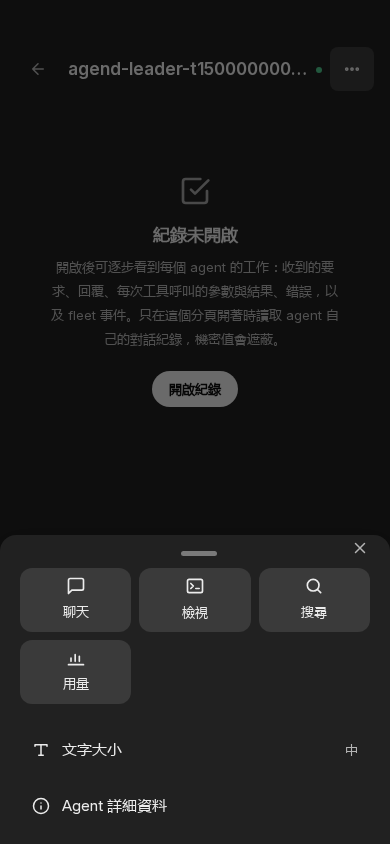 agend-leader-t150000000...
紀錄未開啟
開啟後可逐步看到每個 agent 的工作：收到的要
求、回覆、每次工具呼叫的參數與結果、錯誤，以
及 fleet 事件。只在這個分頁開著時讀取 agent 自
己的對話紀錄，機密值會遮蔽。
開啟紀錄
聊天
檢視
搜尋
用量
文字大小
中
Agent 詳細資料